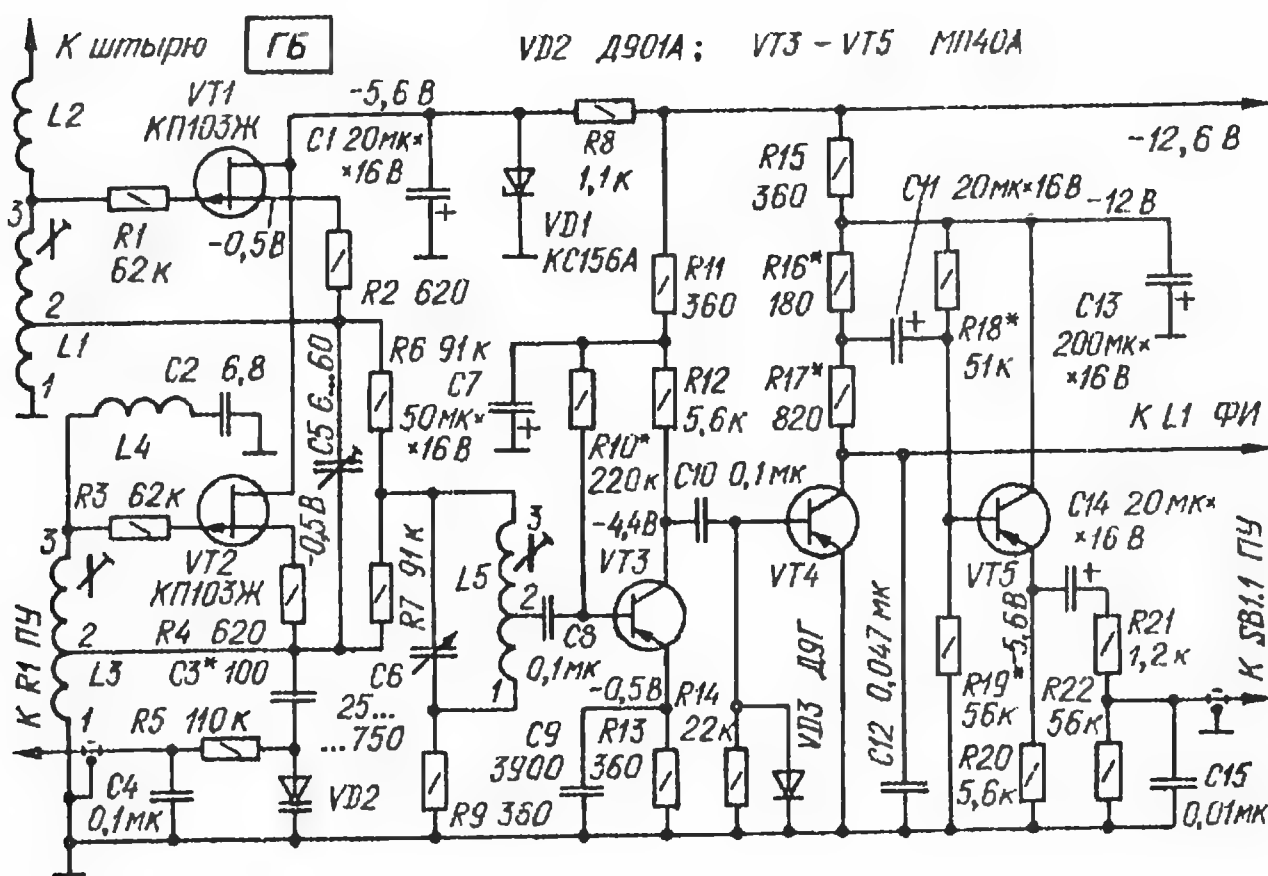 К штырю
ГБ
VD2 Д901А; VT3 - VT5 МП40А
L2
VT1
КП103Ж
-5,6 В
C1 20мк×
×16 В
R8
1,1к
-12,6 В
R15
360
C11 20мк×16В
-12В
3
R1
62к
-0,5В
VD1
КС156А
R2 620
R11
360
R16*
180
C13
200мк×
×16В
2
L1
1
C2 6,8
C5 6...60
R6 91к
C7
50мк×
×16В
R12
5,6к
R17*
820
R18*
51к
К L1 ФИ
L4
R10*
220к
C10 0,1мк
R3 62к
3
VT2
КП103Ж
-0,5В
-4,4В
VT3
VT4
VT5
C14 20мк×
×16В
R7 91к
L5
3
2
1
C8
0,1мк
-5,6В
2
R4 620
L3
C3* 100
C6
25...
...750
К R1 ПУ
1
R5 110к
-0,5В
R14
22к
VD3 Д9Г
C12 0,047мк
R19*
56к
R21
1,2к
R22
56к
К SB1.1 ПУ
C4
0,1мк
VD2
R9 360
C9
3900
R13
360
R20
5,6к
C15
0,01мк